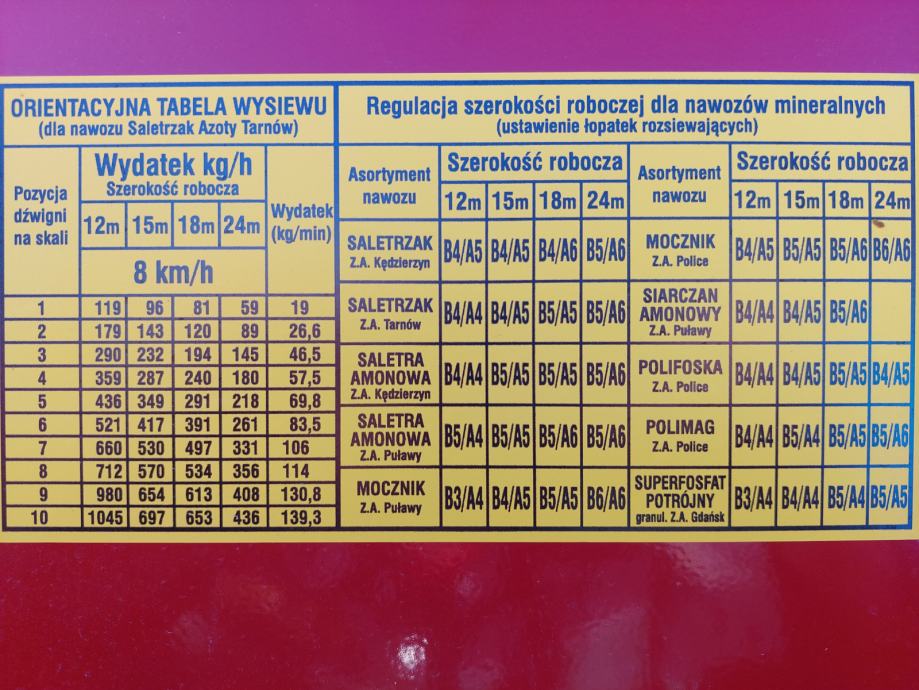 ORIENTACYJNA TABELA WYSIEWU
(dla nawozu Saletrzak Azoty Tarnów)
Pozycja dźwigni na skali
Wydatek kg/h
Szerokość robocza
12m 15m 18m 24m
8 km/h
Wydatek (kg/min)
1 119 96 81 59 19
2 179 143 120 89 26,6
3 290 232 194 145 46,5
4 359 287 240 180 57,5
5 436 349 291 218 69,8
6 521 417 391 261 83,5
7 660 530 497 331 106
8 712 570 534 356 114
9 980 654 613 408 130,8
10 1045 697 653 436 139,3
Regulacja szerokości roboczej dla nawozów mineralnych
(ustawienie łopatek rozsiewających)
Asortyment nawozu
Szerokość robocza
12m 15m 18m 24m
SALETRZAK Z.A. Kędzierzyn B4/A5 B4/A5 B4/A6 B5/A6
SALETRZAK Z.A. Tarnów B4/A4 B4/A5 B5/A5 B5/A6
SALETRA AMONOWA Z.A. Kędzierzyn B4/A4 B5/A5 B5/A5 B5/A6
SALETRA AMONOWA Z.A. Puławy B5/A4 B5/A5 B5/A6 B5/A6
MOCZNIK Z.A. Puławy B3/A4 B4/A5 B5/A5 B6/A6
Asortyment nawozu
Szerokość robocza
12m 15m 18m 24m
MOCZNIK Z.A. Police B4/A5 B5/A5 B5/A6 B6/A6
SIARCZAN AMONOWY Z.A. Puławy B4/A4 B4/A5 B5/A6
POLIFOSKA Z.A. Police B4/A4 B4/A5 B5/A5 B4/A5
POLIMAG Z.A. Police B4/A4 B5/A4 B5/A5 B5/A6
SUPERFOSFAT POTRÓJNY granul. Z.A. Gdańsk B3/A4 B4/A4 B5/A4 B5/A5